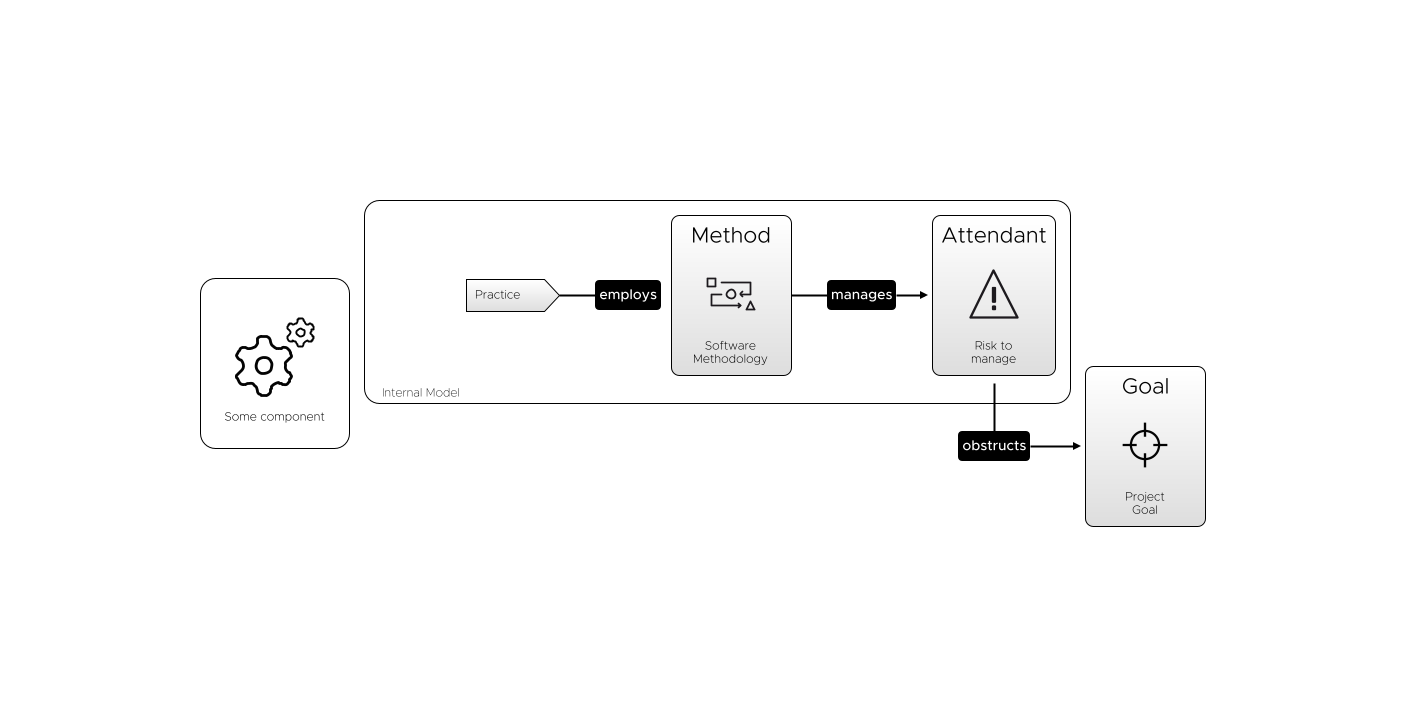 Method
Attendant
Practice
employs
manages
Software
Methodology
Risk to
manage
Internal Model
Some component
Goal
obstructs
Project
Goal